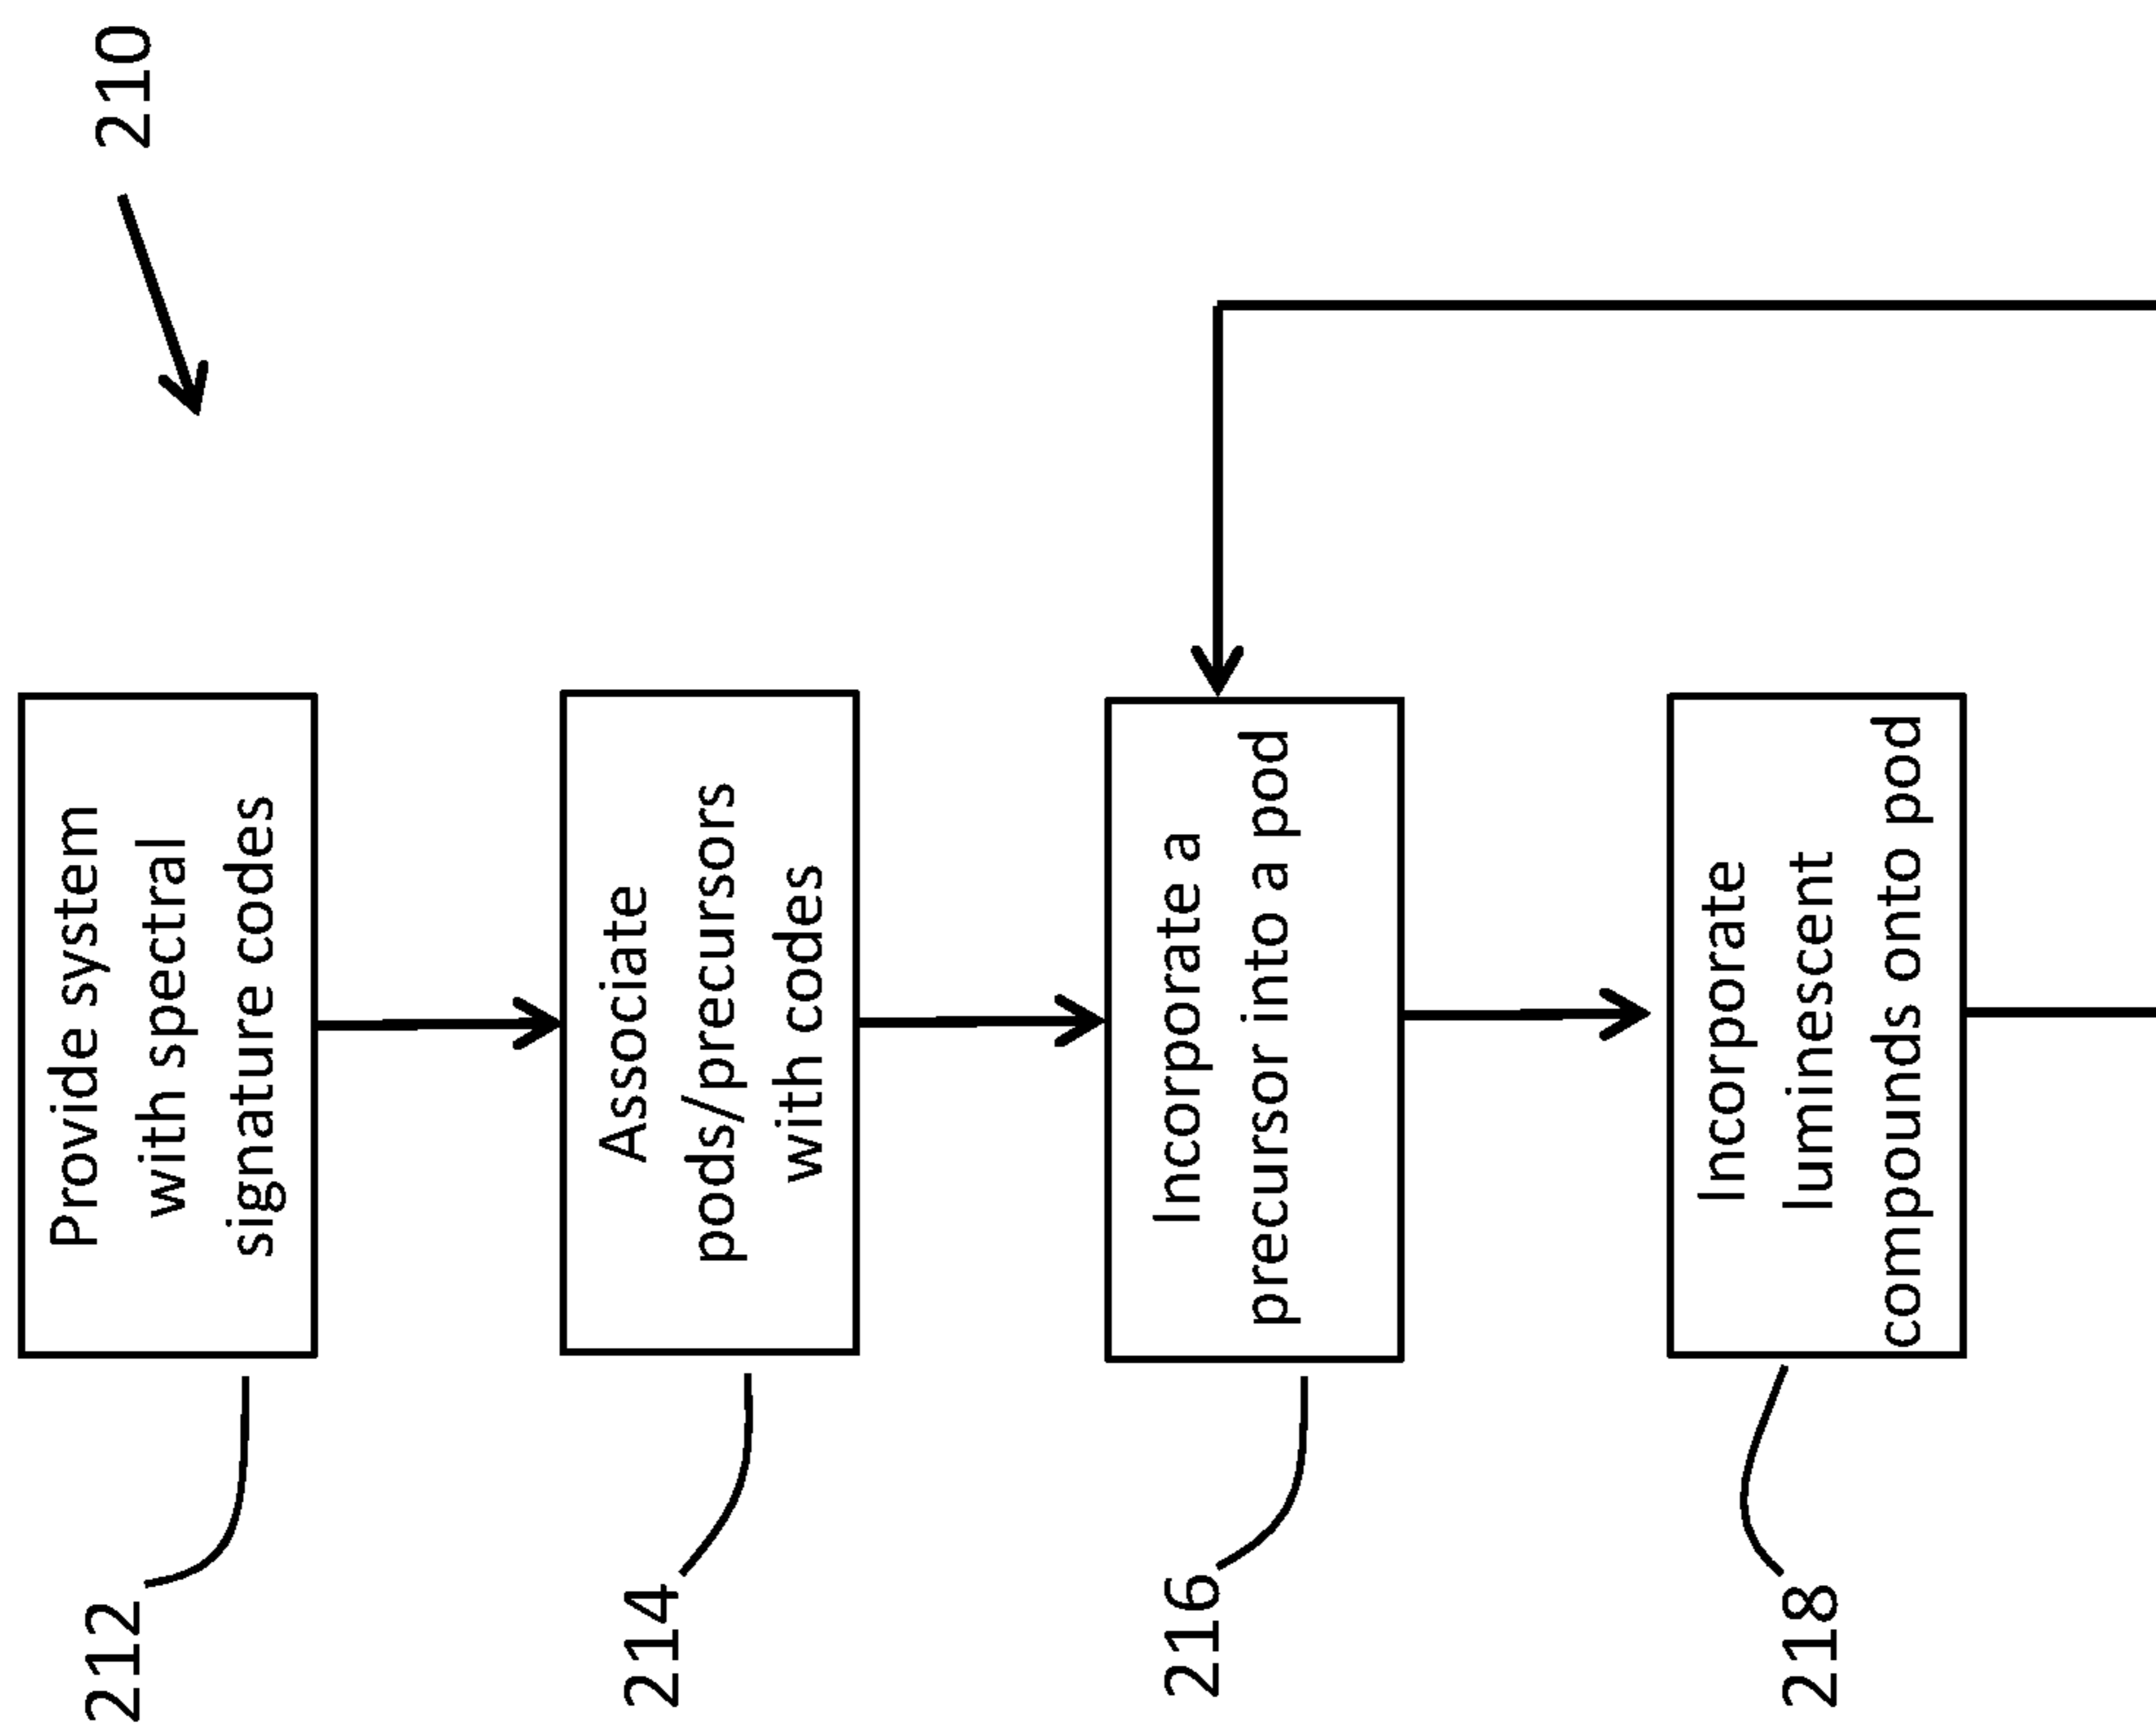 210
212
Provide system
with spectral
signature codes
214
Associate
pods/precursors
with codes
216
Incorporate a
precursor into a pod
218
Incorporate
luminescent
compounds onto pod